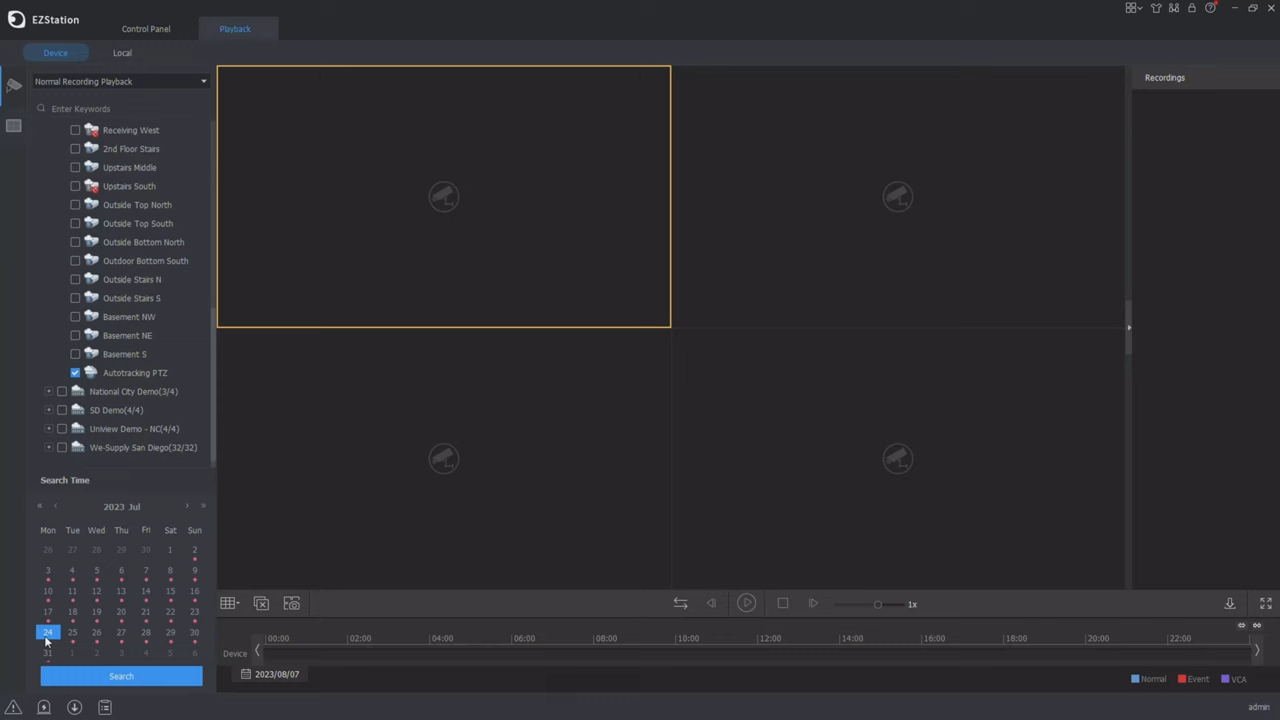 EZStation
Control Panel
Playback
Device
Local
Normal Recording Playback
Recordings
Enter Keywords
Receiving West
2nd Floor Stairs
Upstairs Middle
Upstairs South
Outside Top North
Outside Top South
Outside Bottom North
Outdoor Bottom South
Outside Stairs N
Outside Stairs S
Basement NW
Basement NE
Basement S
Autotracking PTZ
National City Demo(3/4)
SD Demo(4/4)
Uniview Demo - NC(4/4)
We-Supply San Diego(32/32)
Search Time
2023 Jul
Mon Tue Wed Thu Fri Sat Sun
26 27 28 29 30 1 2
3 4 5 6 7 8 9
10 11 12 13 14 15 16
17 18 19 20 21 22 23
24 25 26 27 28 29 30
31 1 2 3 4 5 6
Search
1x
00:00 02:00 04:00 06:00 08:00 10:00 12:00 14:00 16:00 18:00 20:00 22:00
Device
2023/08/07
Normal Event VCA
admin